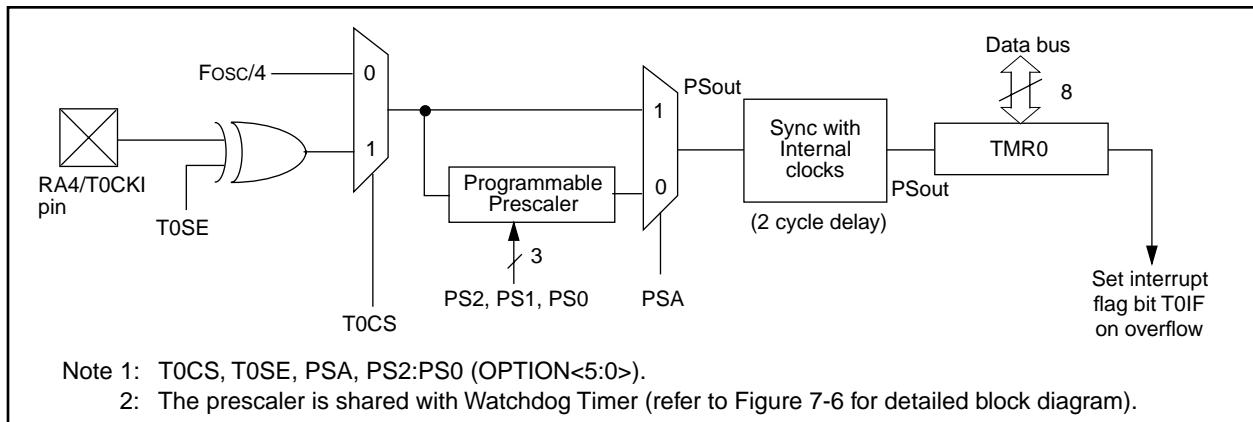 Data bus
8
FOSC/4
0
1
RA4/T0CKI
pin
T0SE
T0CS
Programmable
Prescaler
3
PS2, PS1, PS0
1
0
PSA
PSout
Sync with
Internal
clocks
(2 cycle delay)
PSout
TMR0
Set interrupt
flag bit T0IF
on overflow
Note 1: T0CS, T0SE, PSA, PS2:PS0 (OPTION<5:0>).
2: The prescaler is shared with Watchdog Timer (refer to Figure 7-6 for detailed block diagram).